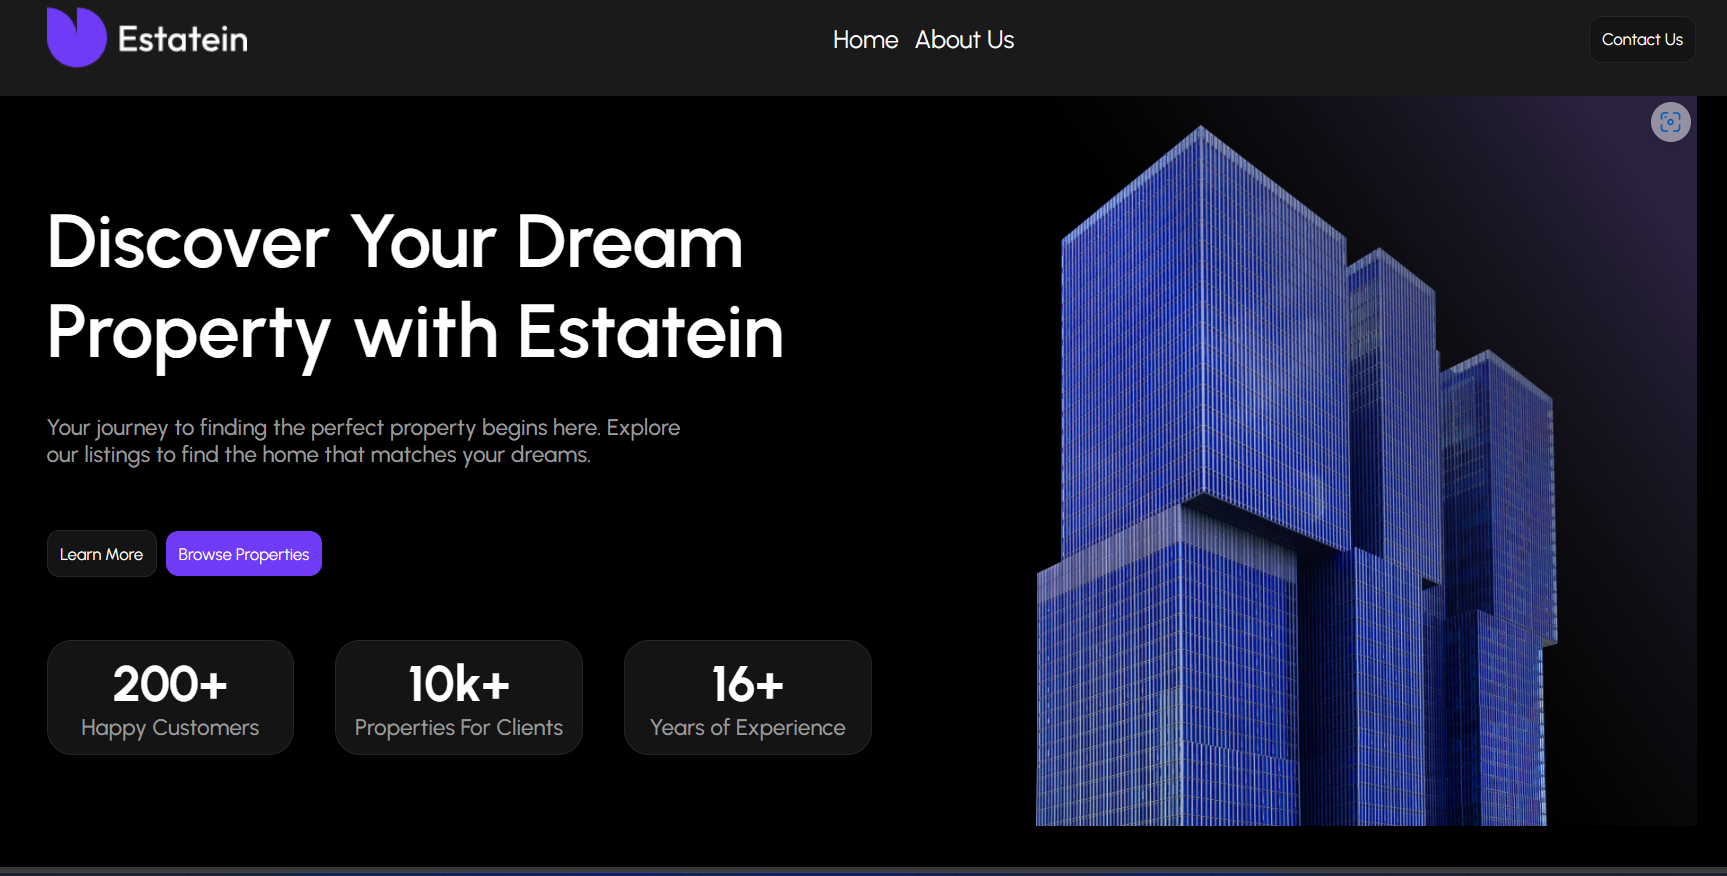 Estatein
Home About Us
Contact Us
Discover Your Dream
Property with Estatein
Your journey to finding the perfect property begins here. Explore
our listings to find the home that matches your dreams.
Learn More Browse Properties
200+ 10k+ 16+
Happy Customers Properties For Clients Years of Experience